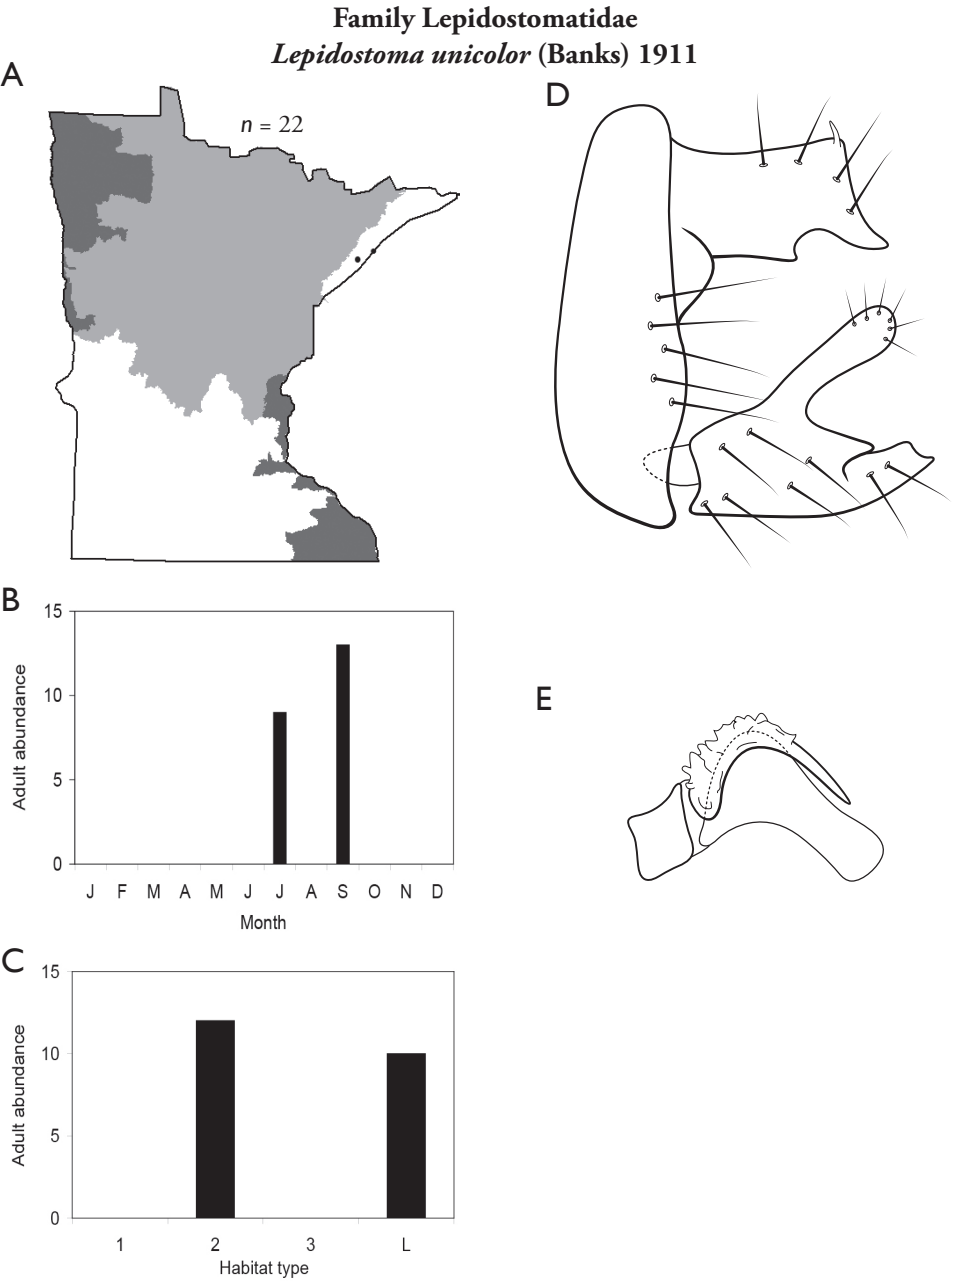 Family Lepidostomatidae
Lepidostoma unicolor (Banks) 1911
A
n = 22
D
B
15
10
5
0
Adult abundance
J F M A M J J A S O N D
Month
E
C
15
10
5
0
Adult abundance
1 2 3 L
Habitat type